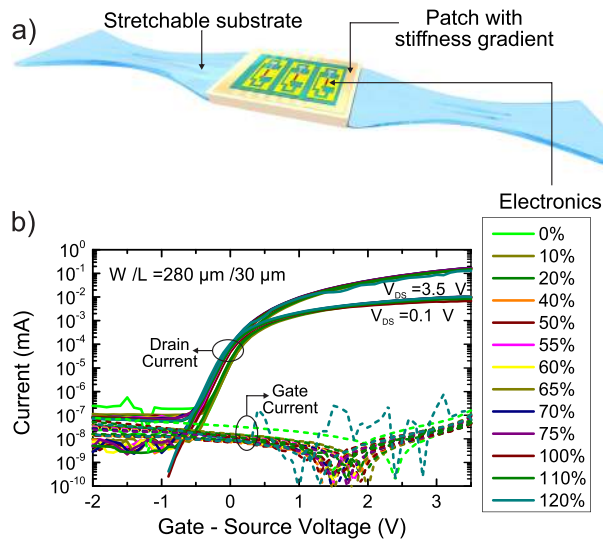 a)
Stretchable substrate
Patch with
stiffness gradient
Electronics
b)
Current (mA)
10^0
10^-1
10^-2
10^-3
10^-4
10^-5
10^-6
10^-7
10^-8
10^-9
10^-10
W /L =280 µm /30 µm
V_DS =3.5 V
V_DS =0.1 V
Drain
Current
Gate
Current
-2 -1 0 1 2 3
Gate - Source Voltage (V)
0%
10%
20%
40%
50%
55%
60%
65%
70%
75%
100%
110%
120%